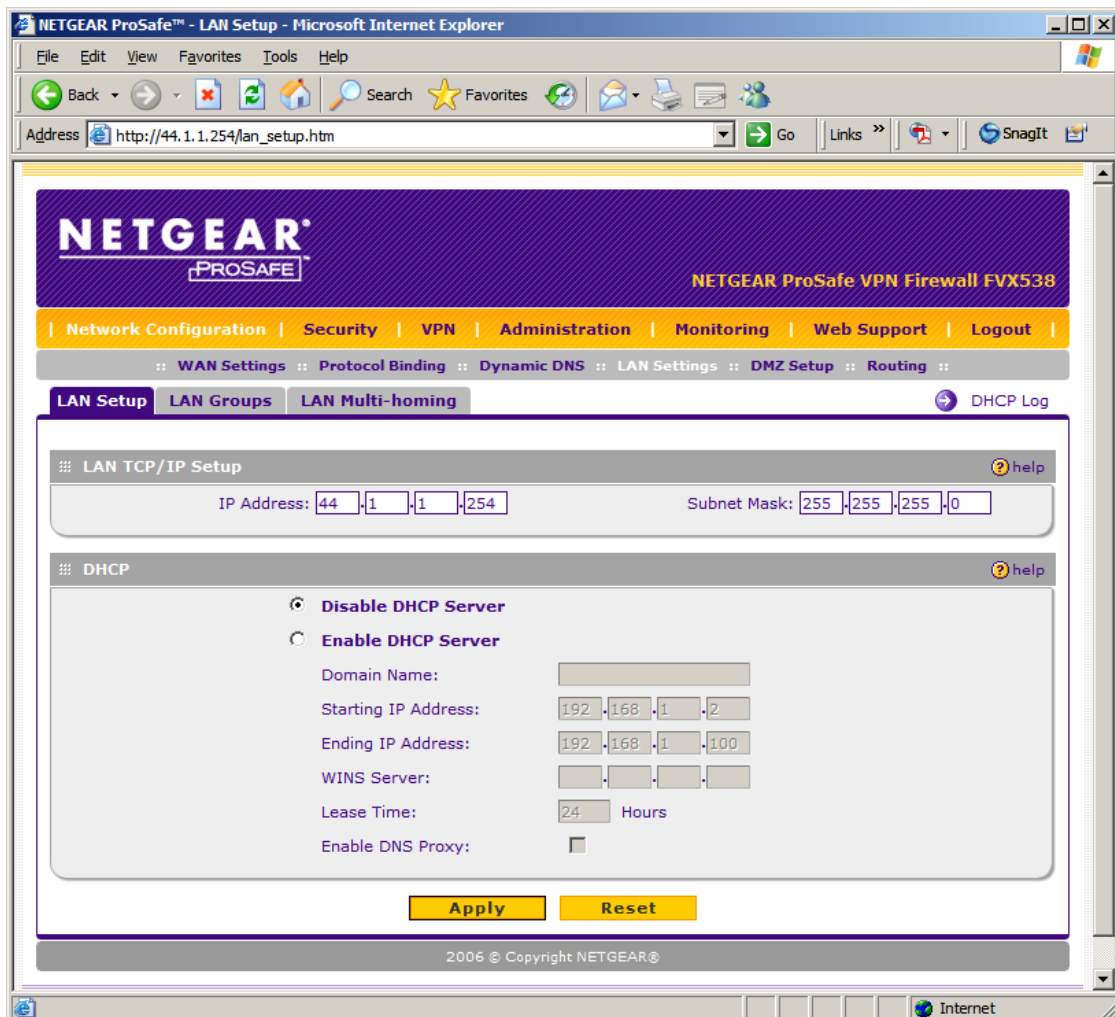 NETGEAR ProSafe™ - LAN Setup - Microsoft Internet Explorer
File Edit View Favorites Tools Help
Back Search Favorites
Address http://44.1.1.254/lan_setup.htm Go Links » SnagIt
NETGEAR®
PROSAFE™
NETGEAR ProSafe VPN Firewall FVX538
| Network Configuration | Security | VPN | Administration | Monitoring | Web Support | Logout |
:: WAN Settings :: Protocol Binding :: Dynamic DNS :: LAN Settings :: DMZ Setup :: Routing ::
LAN Setup LAN Groups LAN Multi-homing DHCP Log
LAN TCP/IP Setup ? help
IP Address: 44 .1 .1 .254 Subnet Mask: 255 .255 .255 .0
DHCP ? help
Disable DHCP Server
Enable DHCP Server
Domain Name:
Starting IP Address: 192 .168 .1 .2
Ending IP Address: 192 .168 .1 .100
WINS Server: . . .
Lease Time: 24 Hours
Enable DNS Proxy:
Apply Reset
2006 © Copyright NETGEAR®
Internet